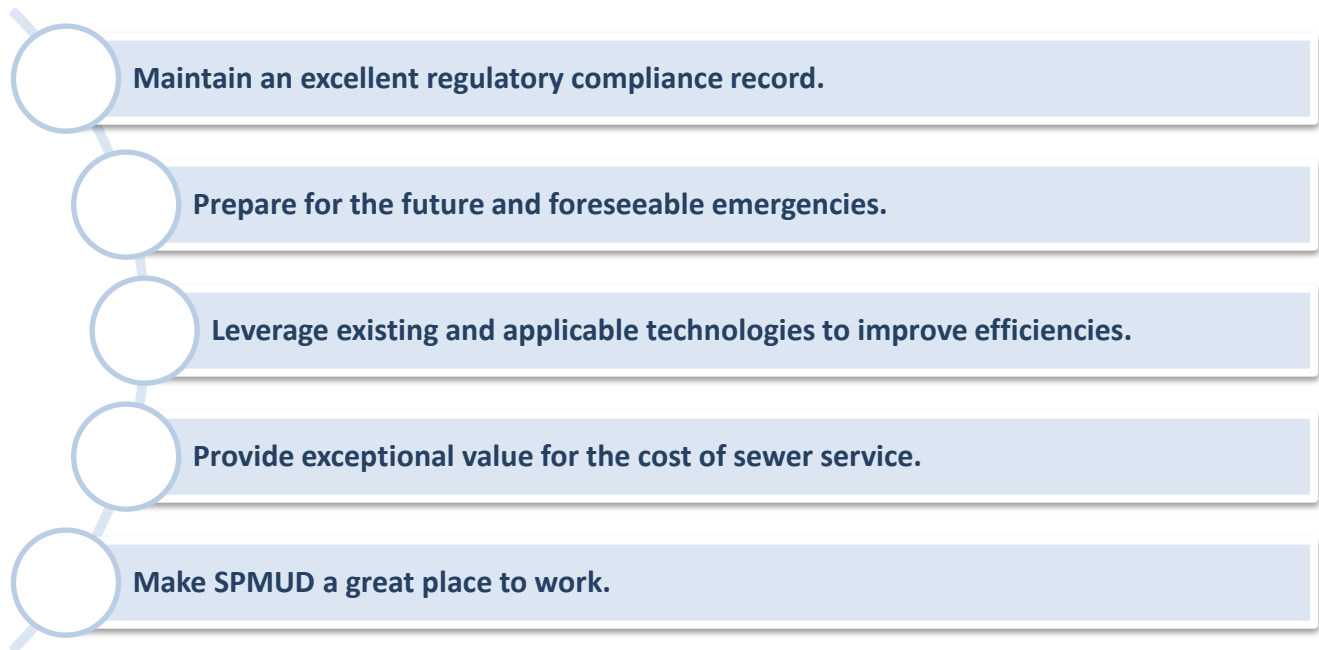 Maintain an excellent regulatory compliance record.
Prepare for the future and foreseeable emergencies.
Leverage existing and applicable technologies to improve efficiencies.
Provide exceptional value for the cost of sewer service.
Make SPMUD a great place to work.